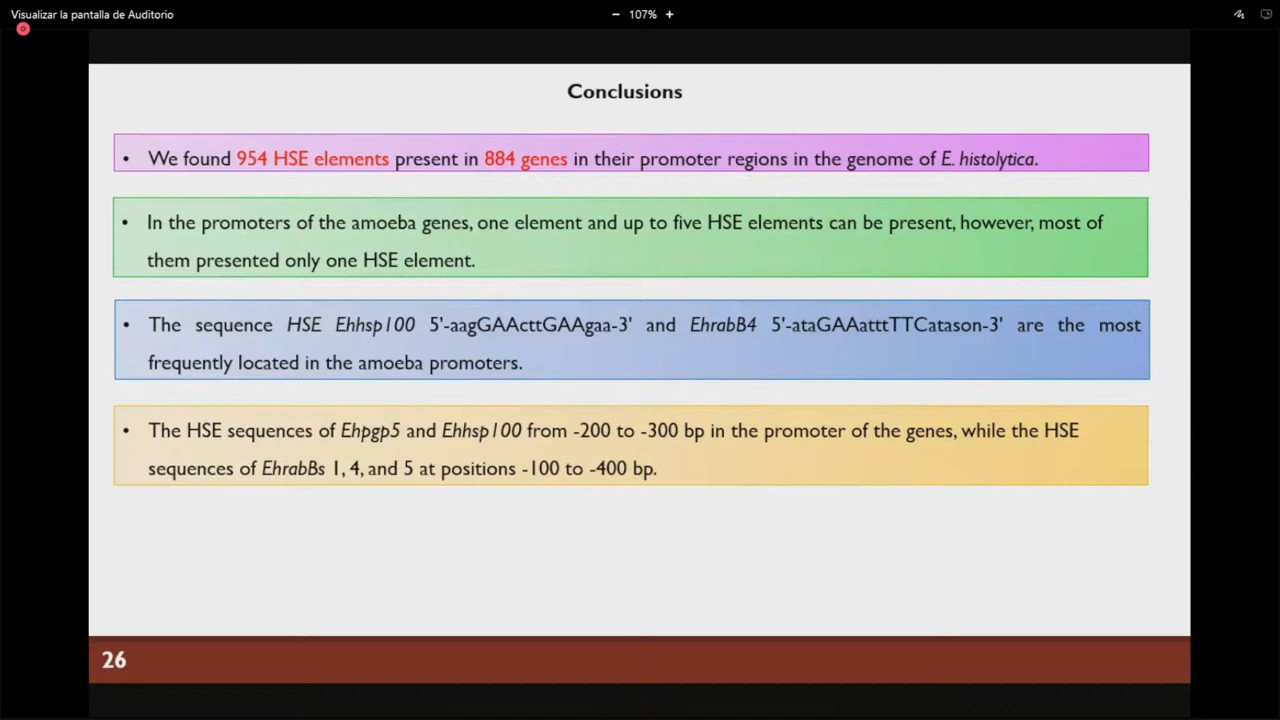 Visualizar la pantalla de Auditorio
− 107% +
Conclusions
• We found 954 HSE elements present in 884 genes in their promoter regions in the genome of E. histolytica.
• In the promoters of the amoeba genes, one element and up to five HSE elements can be present, however, most of
them presented only one HSE element.
• The sequence HSE Ehhsp100 5'-aagGAActtGAAgaa-3' and EhrabB4 5'-ataGAAatttTTCatason-3' are the most
frequently located in the amoeba promoters.
• The HSE sequences of Ehpgp5 and Ehhsp100 from -200 to -300 bp in the promoter of the genes, while the HSE
sequences of EhrabBs 1, 4, and 5 at positions -100 to -400 bp.
26